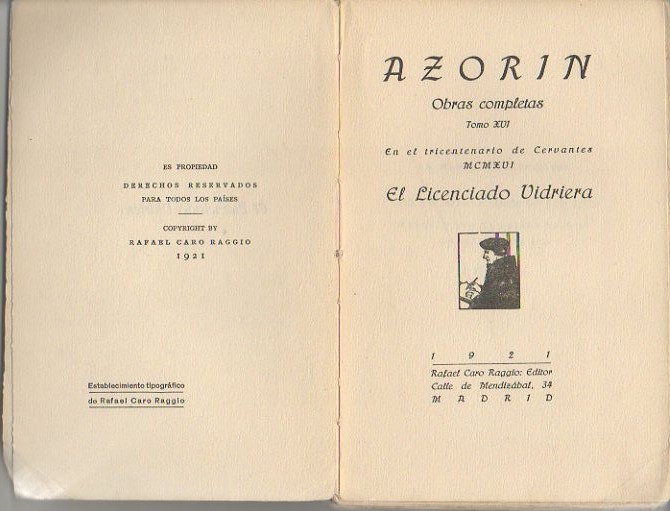 ES PROPIEDAD
DERECHOS RESERVADOS
PARA TODOS LOS PAÍSES
COPYRIGHT BY
RAFAEL CARO RAGGIO
1921
Establecimiento tipográfico
de Rafael Caro Raggio
AZORIN
Obras completas
Tomo XVI
En el tricentenario de Cervantes
MCMXVI
El Licenciado Vidriera
1921
Rafael Caro Raggio: Editor
Calle de Mendizábal, 34
MADRID